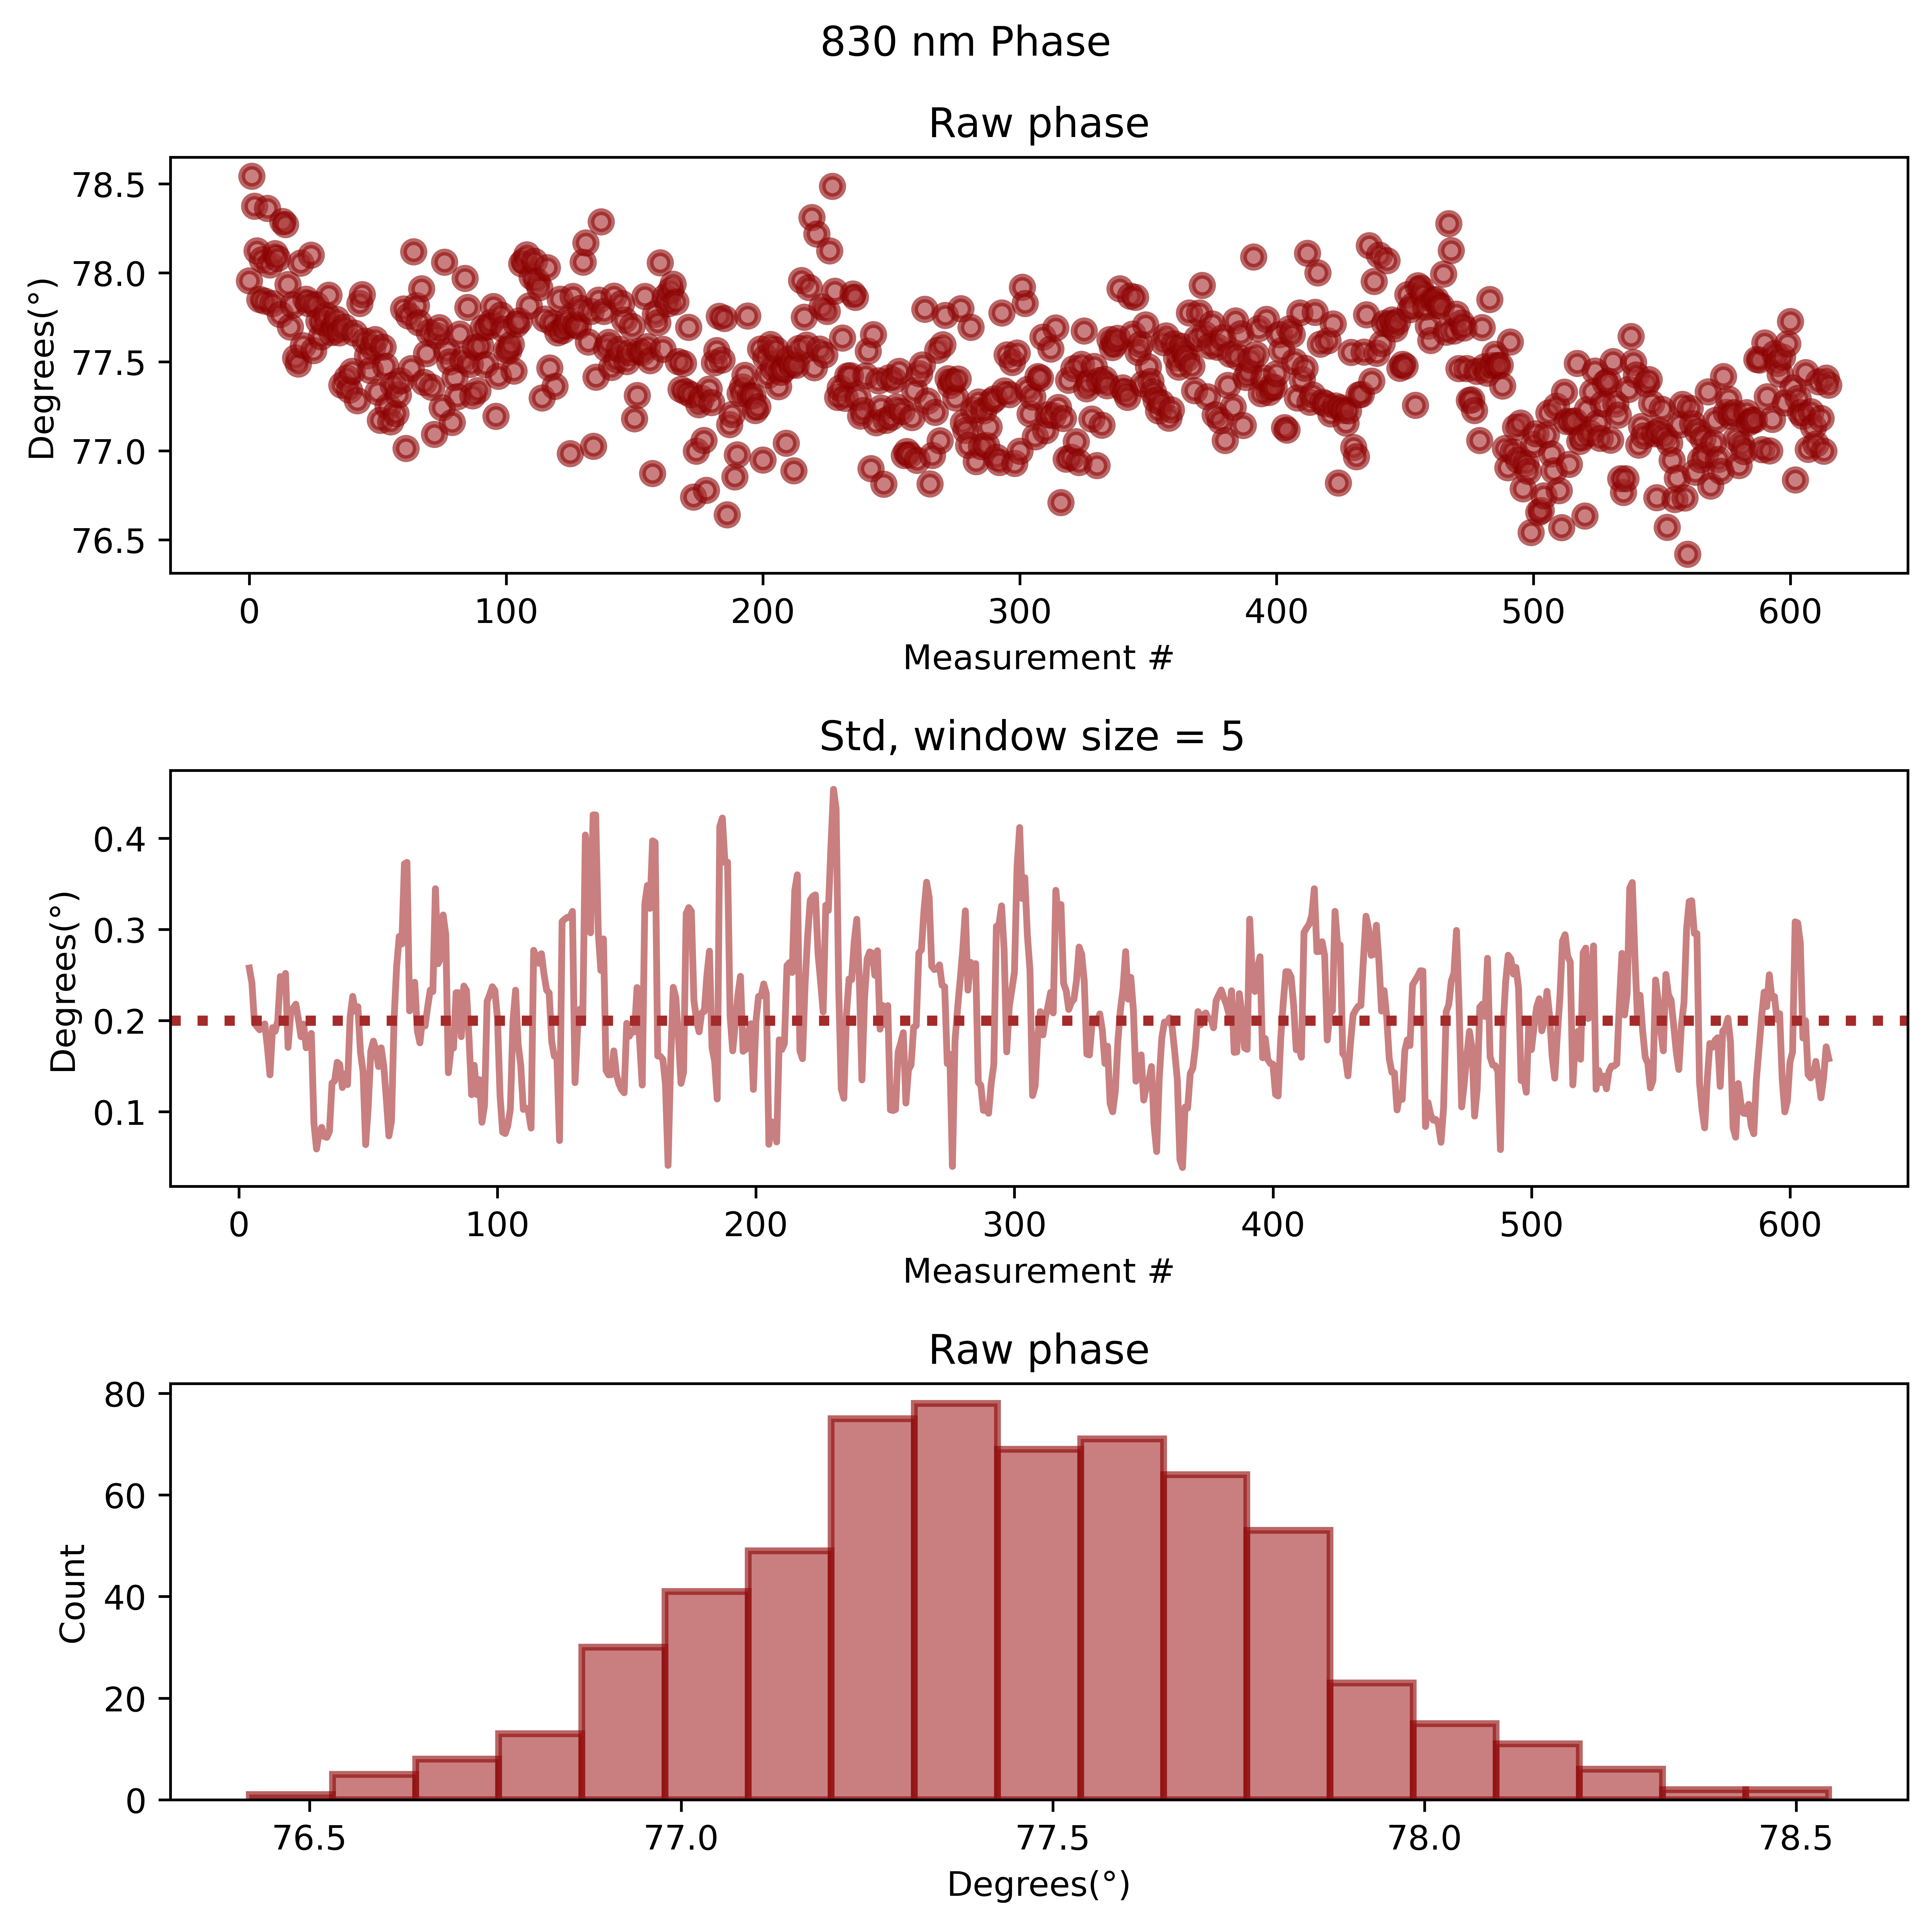 830 nm Phase
Raw phase
Degrees(°)
78.5
78.0
77.5
77.0
76.5
0 100 200 300 400 500 600
Measurement #
Std, window size = 5
Degrees(°)
0.4
0.3
0.2
0.1
0 100 200 300 400 500 600
Measurement #
Raw phase
Count
80
60
40
20
0
76.5 77.0 77.5 78.0 78.5
Degrees(°)